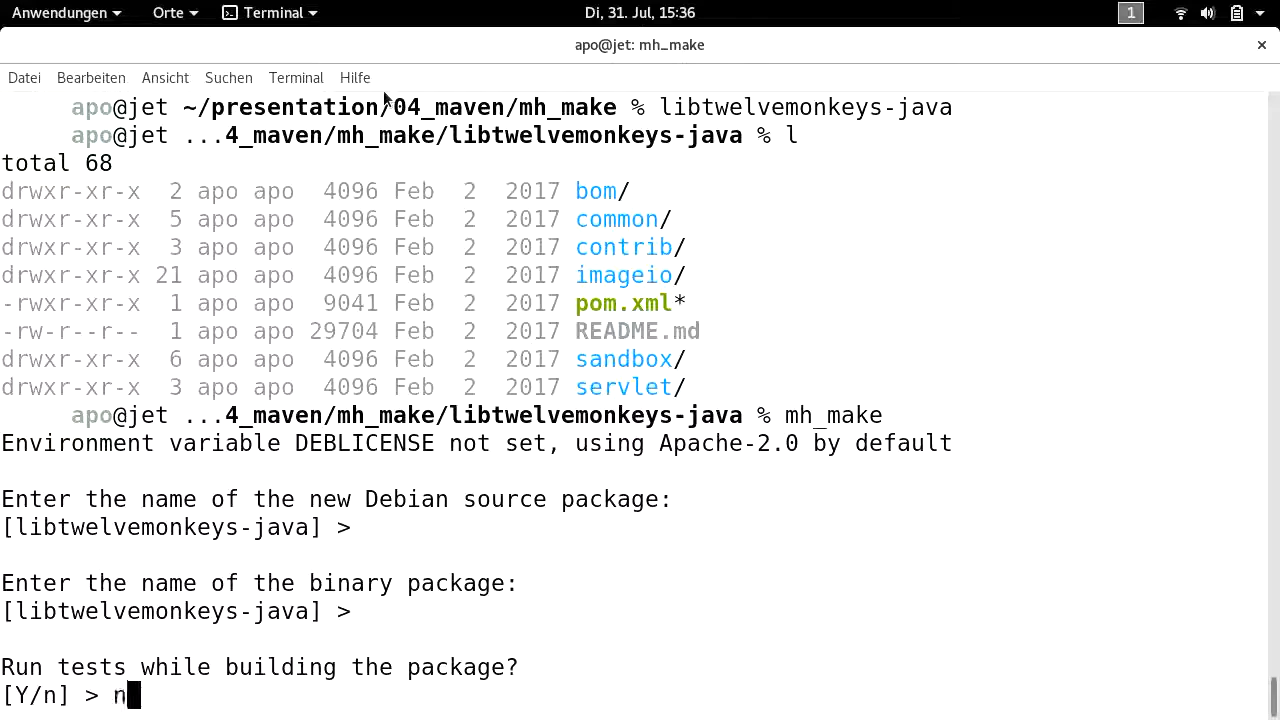 Anwendungen Orte Terminal Di, 31. Jul, 15:36 1
apo@jet: mh_make ×
Datei Bearbeiten Ansicht Suchen Terminal Hilfe
apo@jet ~/presentation/04_maven/mh_make % libtwelvemonkeys-java
apo@jet ...4_maven/mh_make/libtwelvemonkeys-java % l
total 68
drwxr-xr-x 2 apo apo 4096 Feb 2 2017 bom/
drwxr-xr-x 5 apo apo 4096 Feb 2 2017 common/
drwxr-xr-x 3 apo apo 4096 Feb 2 2017 contrib/
drwxr-xr-x 21 apo apo 4096 Feb 2 2017 imageio/
-rwxr-xr-x 1 apo apo 9041 Feb 2 2017 pom.xml*
-rw-r--r-- 1 apo apo 29704 Feb 2 2017 README.md
drwxr-xr-x 6 apo apo 4096 Feb 2 2017 sandbox/
drwxr-xr-x 3 apo apo 4096 Feb 2 2017 servlet/
apo@jet ...4_maven/mh_make/libtwelvemonkeys-java % mh_make
Environment variable DEBLICENSE not set, using Apache-2.0 by default
Enter the name of the new Debian source package:
[libtwelvemonkeys-java] >
Enter the name of the binary package:
[libtwelvemonkeys-java] >
Run tests while building the package?
[Y/n] > n